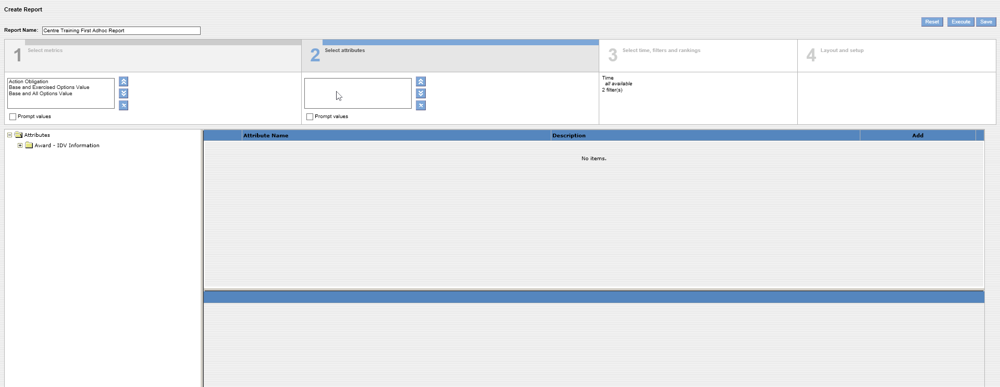 Create Report
Reset Execute Save
Report Name: Centre Training First Adhoc Report
1 Select metrics
2 Select attributes
3 Select time, filters and rankings
4 Layout and setup
Action Obligation
Base and Exercised Options Value
Base and All Options Value
Prompt values
Prompt values
Time
all available
2 filter(s)
Attributes
Award - IDV Information
Attribute Name Description Add
No items.